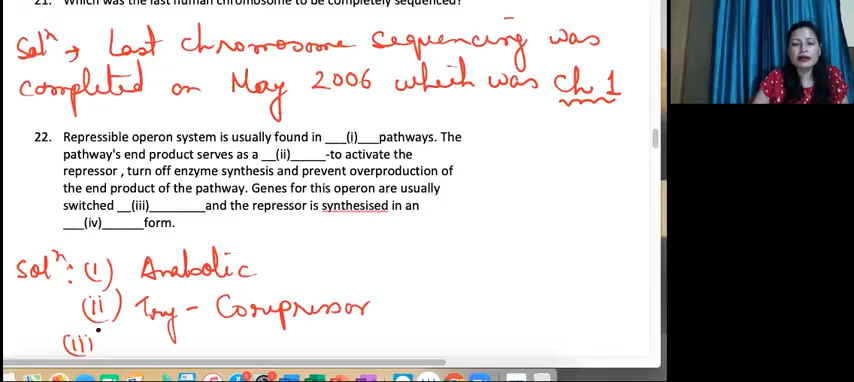 21. Which was the last human chromosome to be completely sequenced?
Solⁿ → Last chromosome sequencing was
completed on May 2006 which was ch 1
22. Repressible operon system is usually found in ___(i)___pathways. The
pathway's end product serves as a __(ii)_____-to activate the
repressor , turn off enzyme synthesis and prevent overproduction of
the end product of the pathway. Genes for this operon are usually
switched __(iii)________and the repressor is synthesised in an
___(iv)______form.
Solⁿ: (i) Anabolic
(ii) Try - Corepressor
(iii)